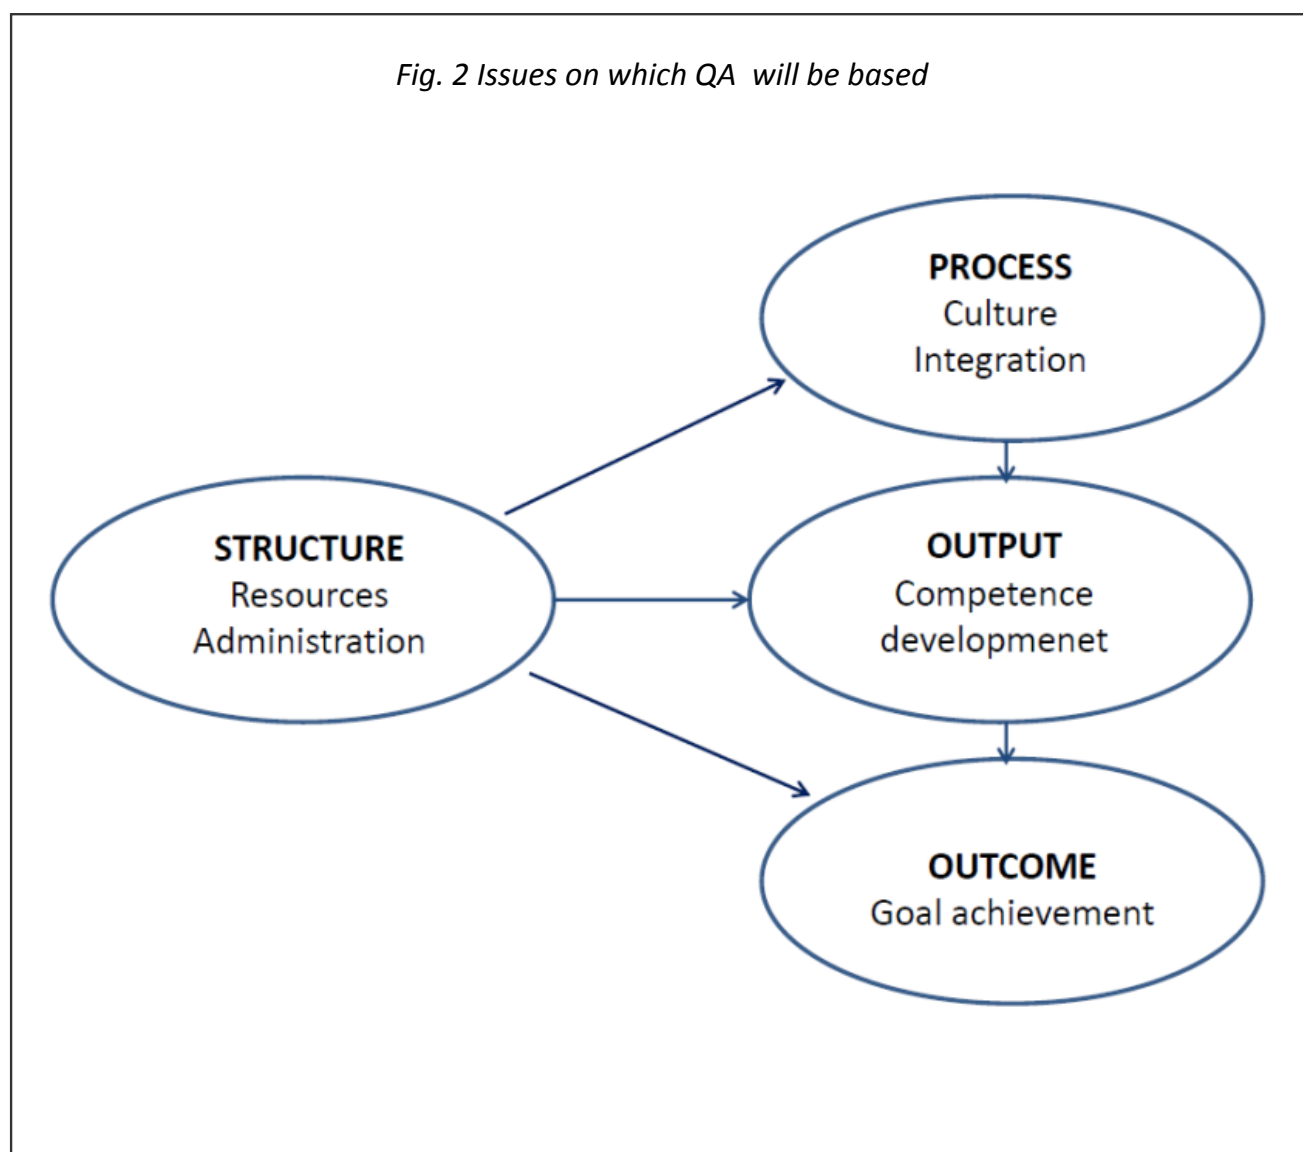 Fig. 2 Issues on which QA  will be based
PROCESS
Culture
Integration
STRUCTURE
Resources
Administration
OUTPUT
Competence
developmenet
OUTCOME
Goal achievement